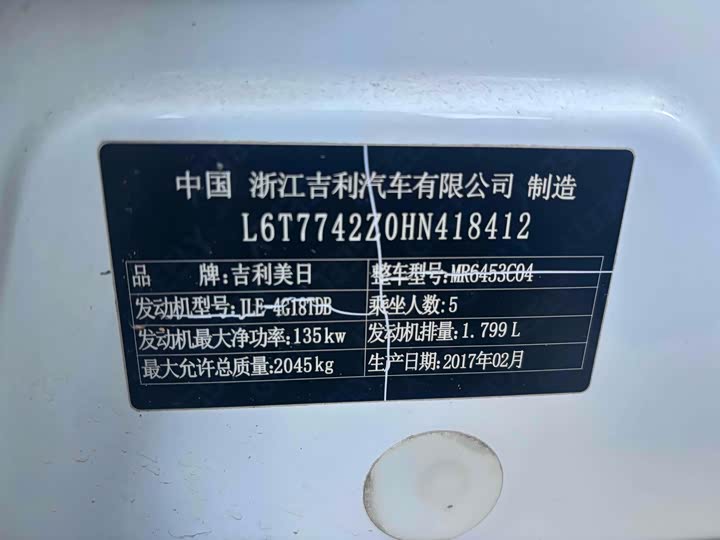 中国 浙江吉利汽车有限公司 制造
L6T7742Z0HN418412
品 牌:吉利美日 整车型号:MR6453C04
发动机型号:JLE-4G18TDB 乘坐人数:5
发动机最大净功率:135kw 发动机排量:1.799L
最大允许总质量:2045kg 生产日期:2017年02月